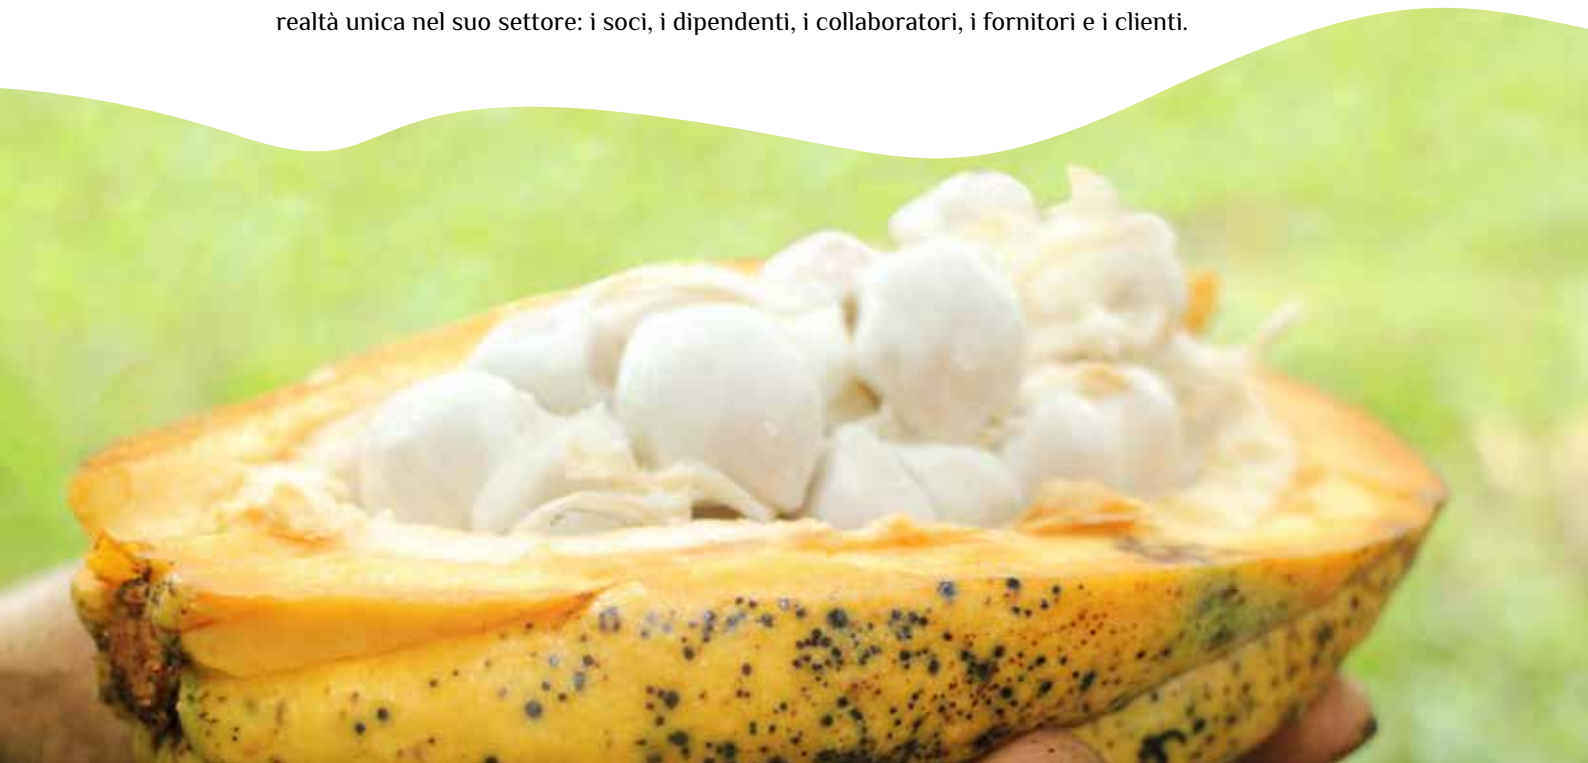 realtà unica nel suo settore: i soci, i dipendenti, i collaboratori, i fornitori e i clienti.